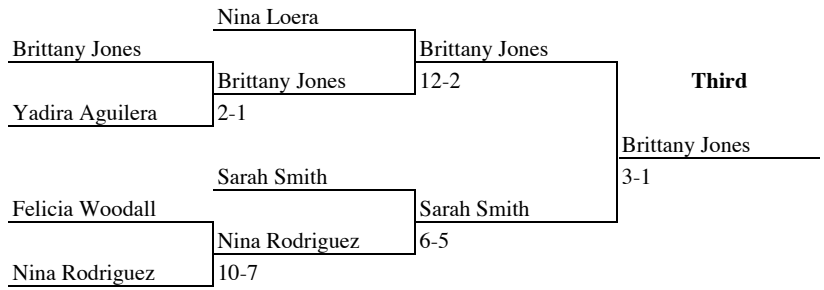 Nina Loera
Brittany Jones
Brittany Jones
Brittany Jones
12-2
Third
Yadira Aguilera
2-1
Brittany Jones
3-1
Sarah Smith
Felicia Woodall
Sarah Smith
Nina Rodriguez
6-5
Nina Rodriguez
10-7